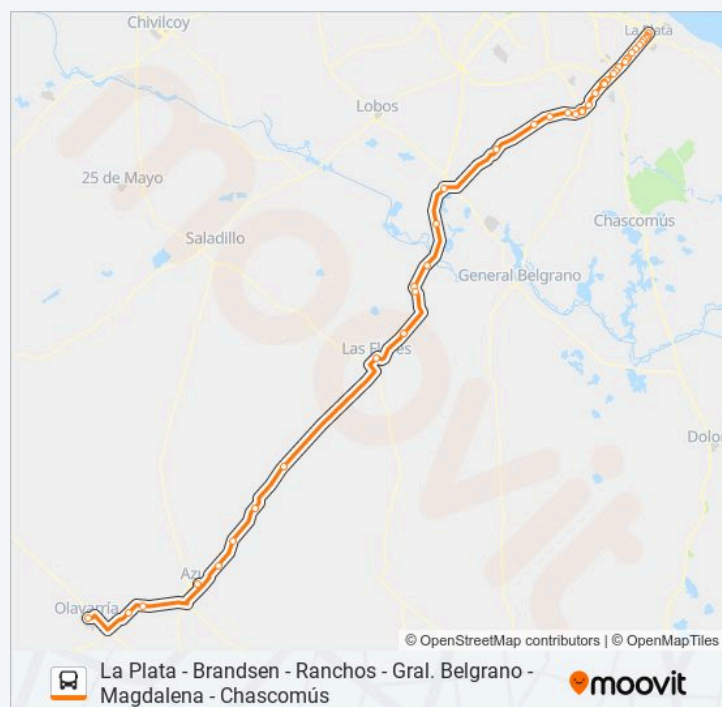 Chivilcoy
La Plata
Lobos
25 de Mayo
Chascomús
Saladillo
General Belgrano
Las Flores
Azul
Olavarría
© OpenStreetMap contributors | © OpenMapTiles
moovit
La Plata - Brandsen - Ranchos - Gral. Belgrano -
Magdalena - Chascomús
moovit